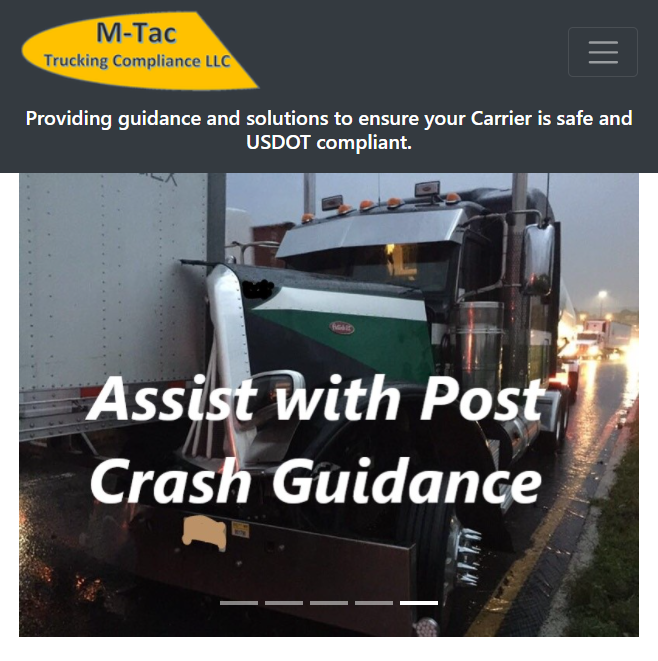 M-Tac
Trucking Compliance LLC
Providing guidance and solutions to ensure your Carrier is safe and
USDOT compliant.
Assist with Post
Crash Guidance